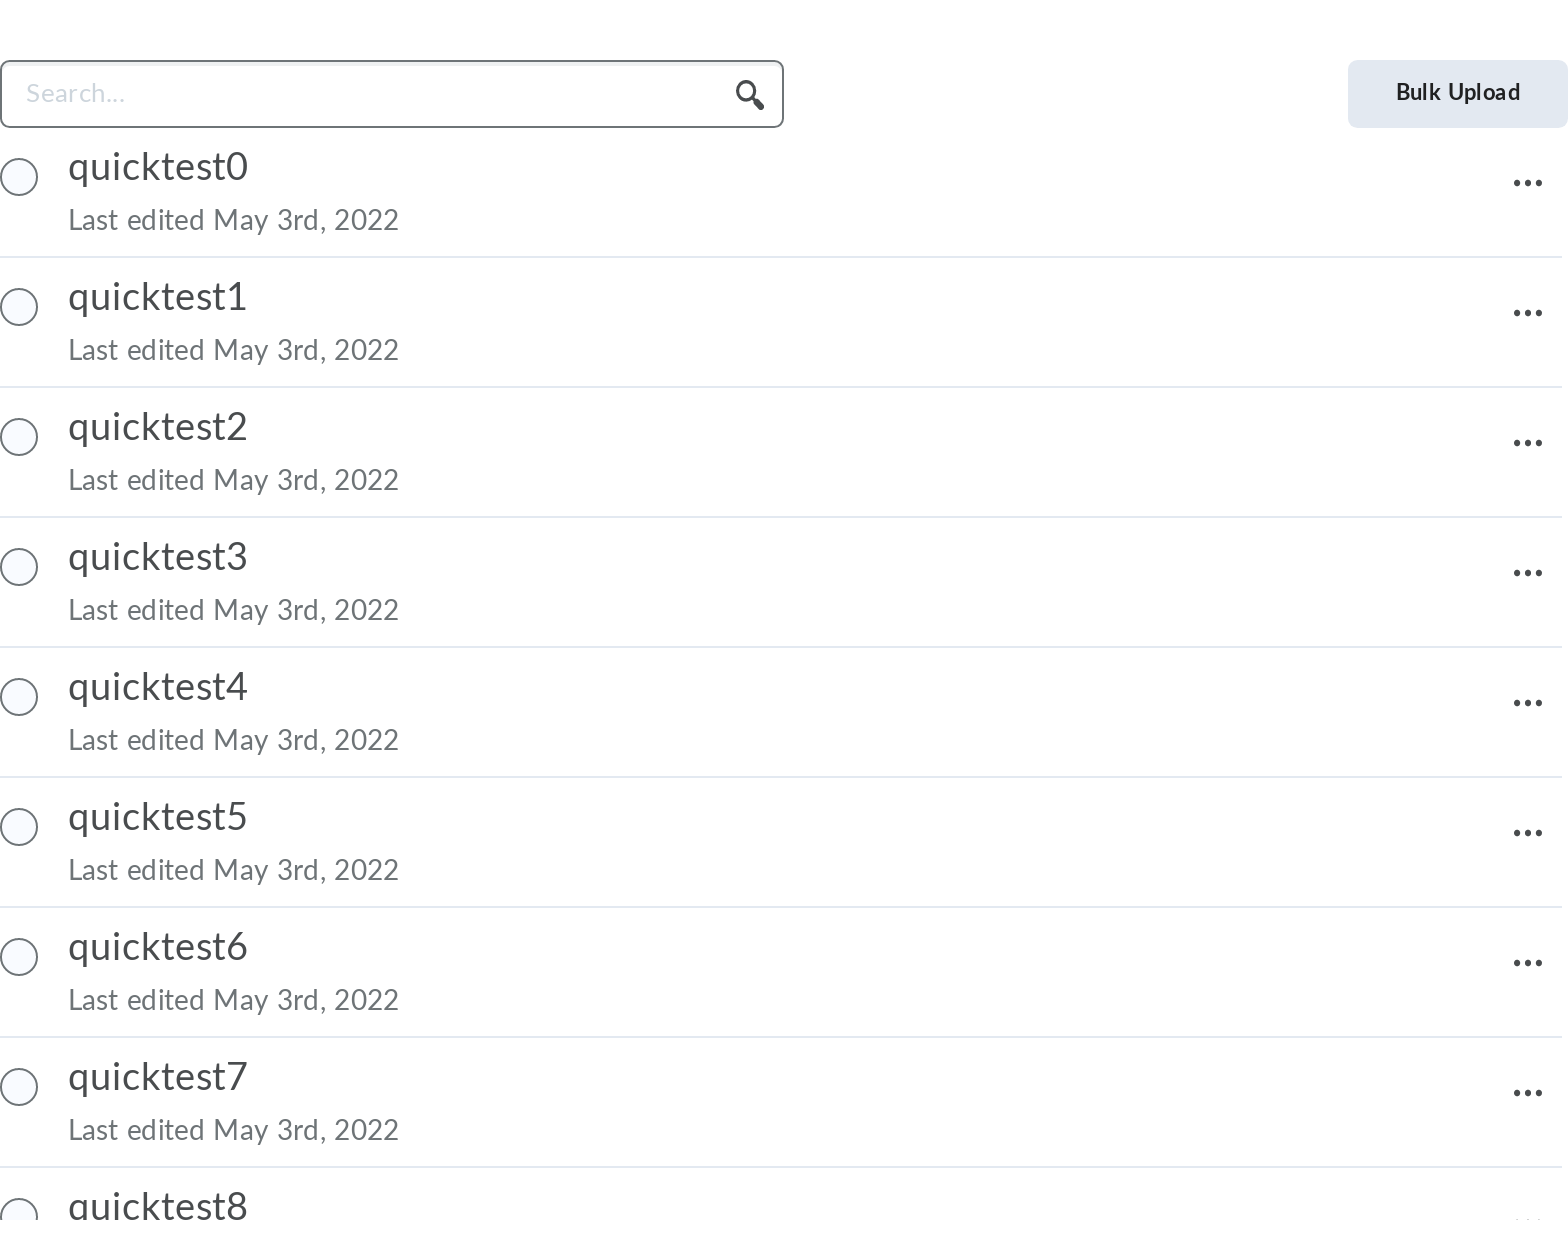 Search...
Bulk Upload
quicktest0
Last edited May 3rd, 2022
quicktest1
Last edited May 3rd, 2022
quicktest2
Last edited May 3rd, 2022
quicktest3
Last edited May 3rd, 2022
quicktest4
Last edited May 3rd, 2022
quicktest5
Last edited May 3rd, 2022
quicktest6
Last edited May 3rd, 2022
quicktest7
Last edited May 3rd, 2022
quicktest8